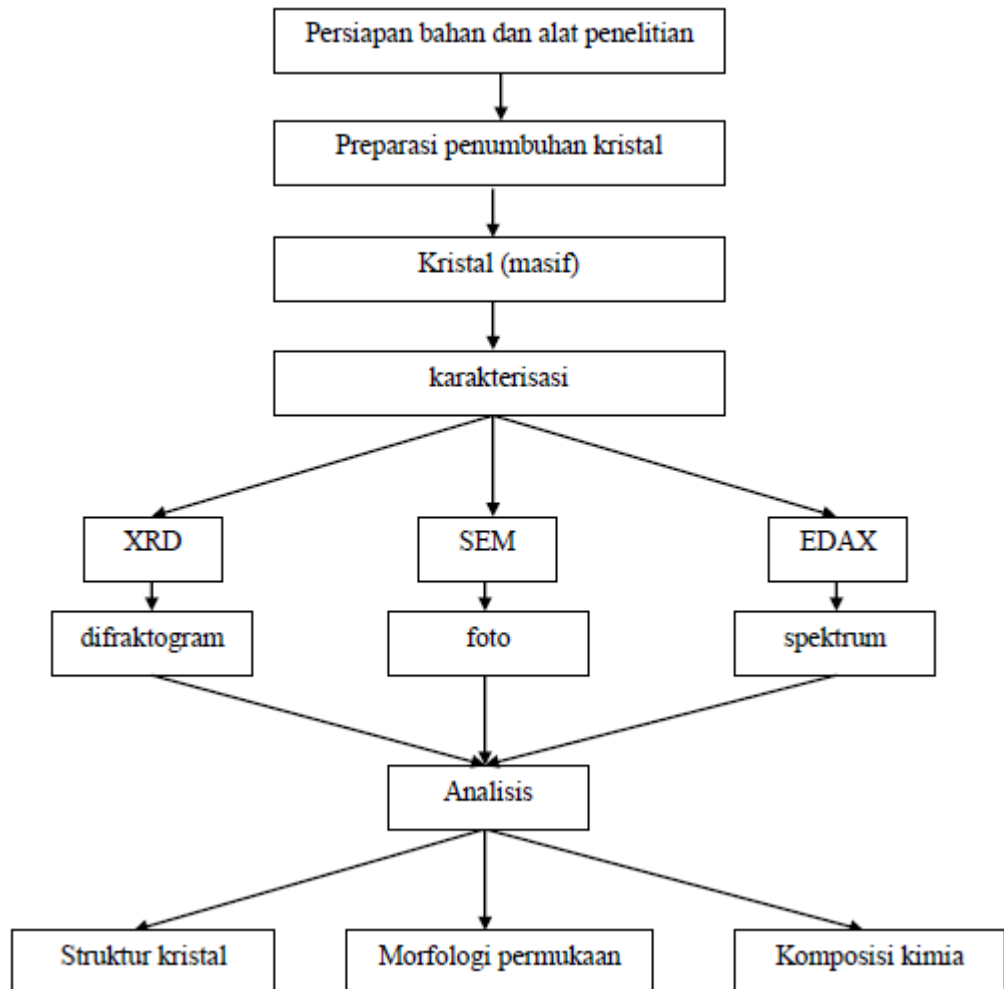 Persiapan bahan dan alat penelitian
Preparasi penumbuhan kristal
Kristal (masif)
karakterisasi
XRD
SEM
EDAX
difraktogram
foto
spektrum
Analisis
Struktur kristal
Morfologi permukaan
Komposisi kimia